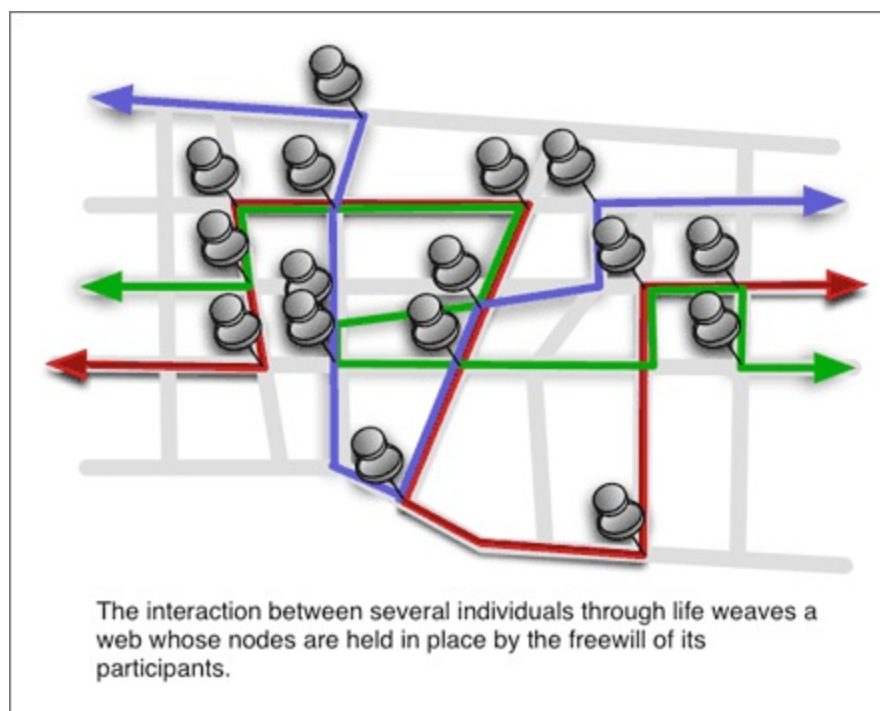 The interaction between several individuals through life weaves a
web whose nodes are held in place by the freewill of its
participants.